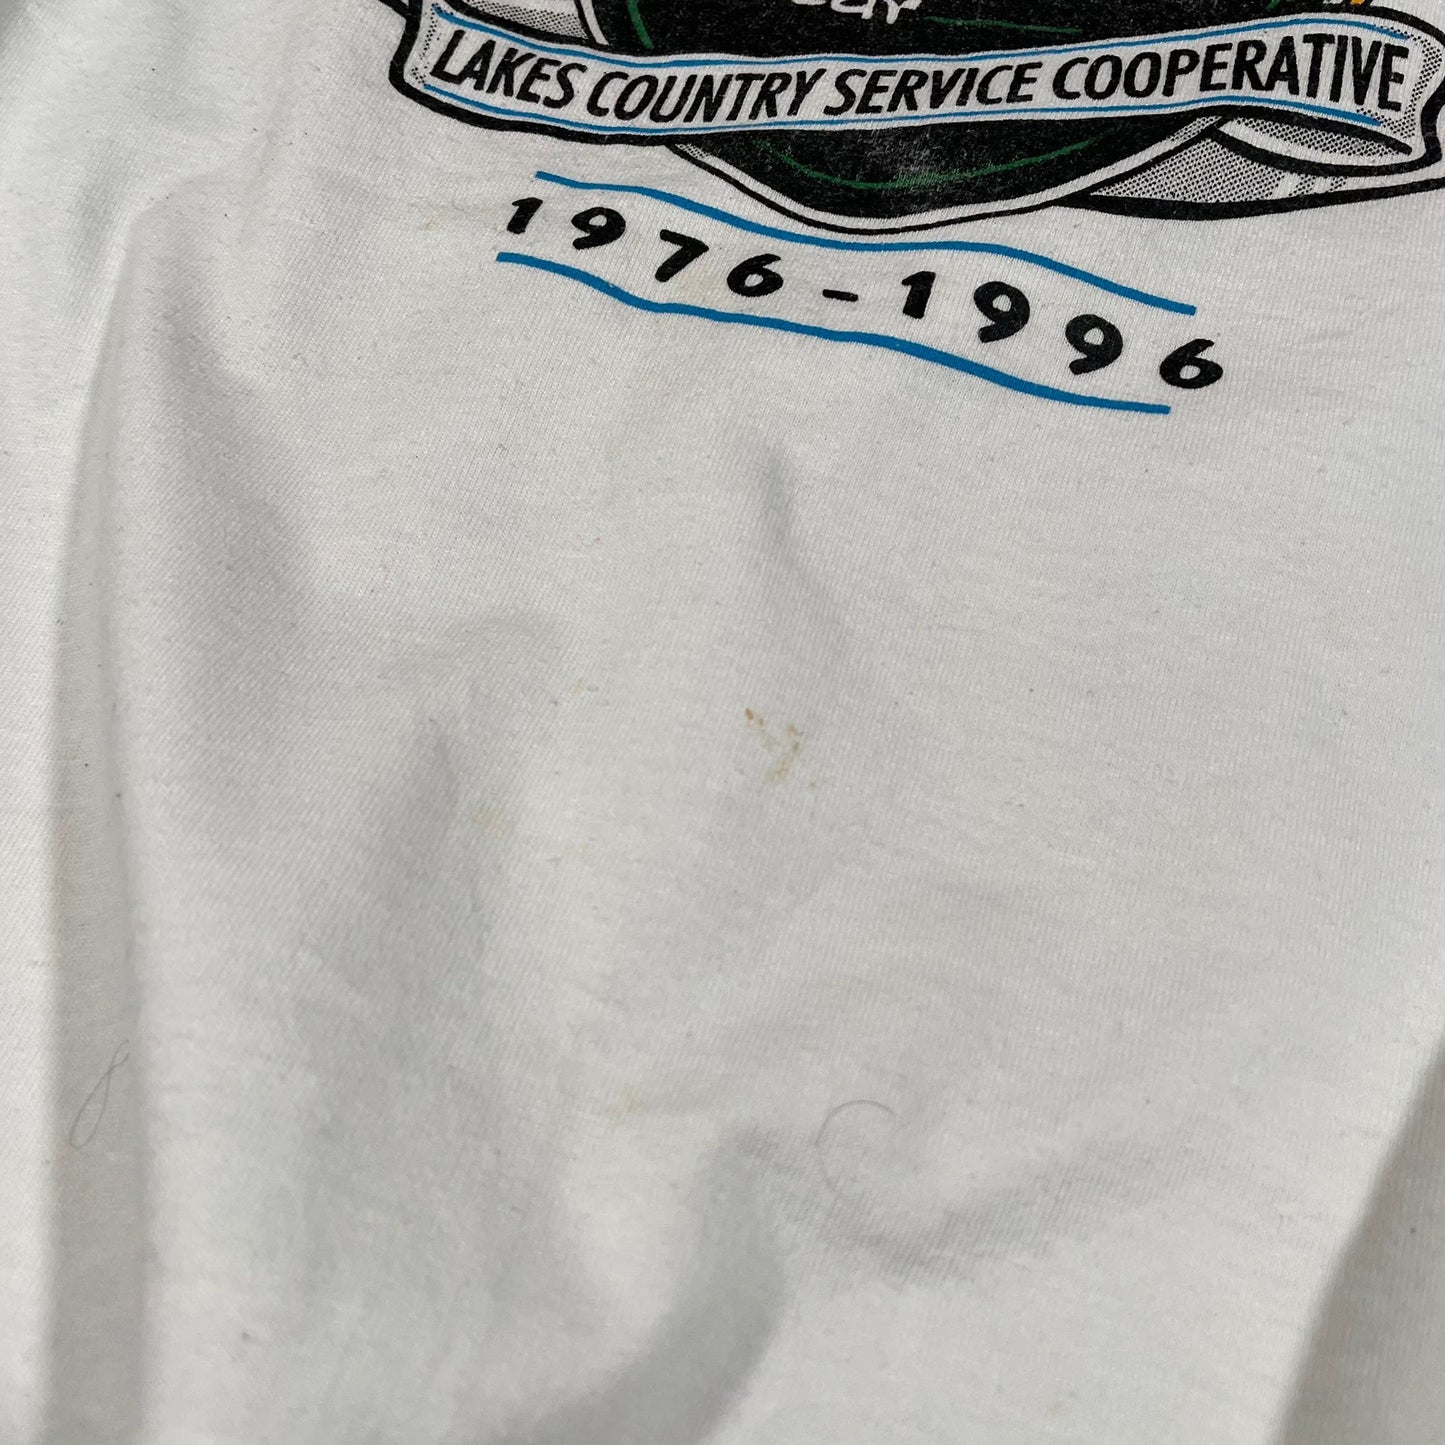 LAKES COUNTRY SERVICE COOPERATIVE
1976-1996